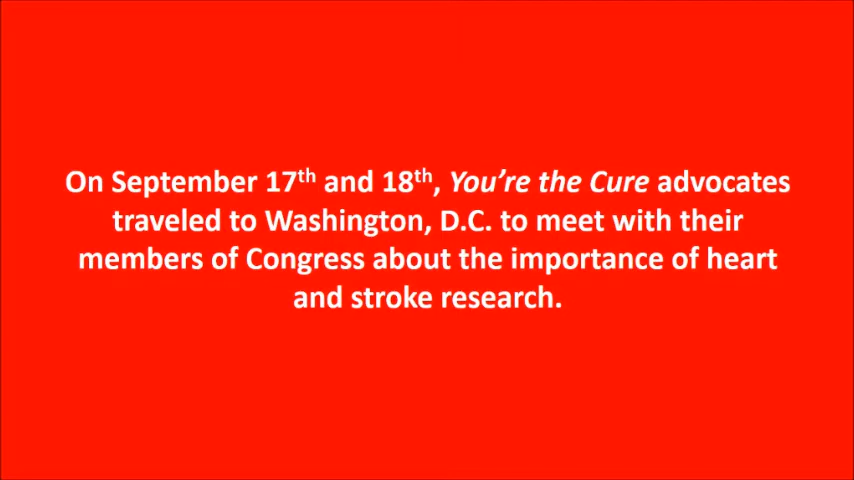 On September 17th and 18th, You're the Cure advocates
traveled to Washington, D.C. to meet with their
members of Congress about the importance of heart
and stroke research.